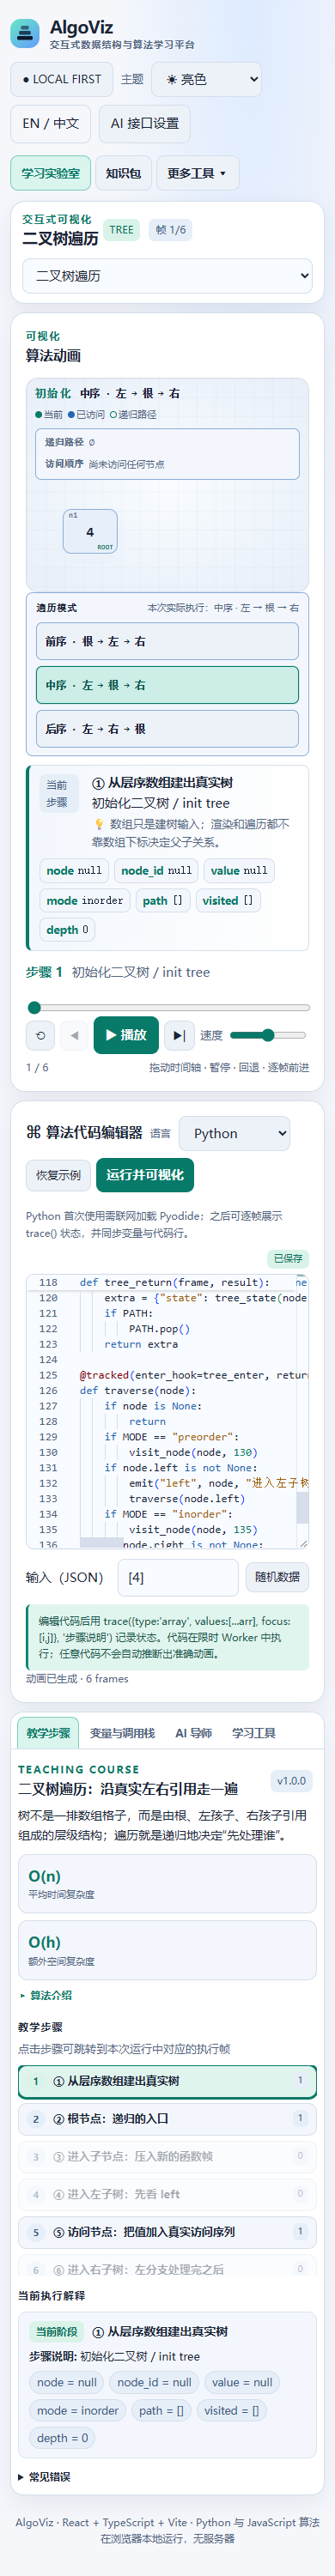 AlgoViz
交互式数据结构与算法学习平台
● LOCAL FIRST 主题 ☀ 亮色
EN / 中文 AI 接口设置
学习实验室 知识包 更多工具 ▾
交互式可视化
二叉树遍历 TREE 帧 1/6
二叉树遍历
可视化
算法动画
初始化 中序 · 左 → 根 → 右
当前 已访问 递归路径
递归路径 ∅
访问顺序 尚未访问任何节点
n1
4
ROOT
遍历模式 本次实际执行：中序 · 左 → 根 → 右
前序 · 根 → 左 → 右
中序 · 左 → 根 → 右
后序 · 左 → 右 → 根
当前步骤
① 从层序数组建出真实树
初始化二叉树 / init tree
💡 数组只是建树输入；渲染和遍历都不
靠数组下标决定父子关系。
node null node_id null value null
mode inorder path [] visited []
depth 0
步骤 1 初始化二叉树 / init tree
⟲ ◀ ▶ 播放 ▶| 速度
1 / 6 拖动时间轴 · 暂停 · 回退 · 逐帧前进
⌘ 算法代码编辑器 语言 Python
恢复示例 运行并可视化
Python 首次使用需联网加载 Pyodide；之后可逐帧展示
trace() 状态，并同步变量与代码行。
已保存
118 def tree_return(frame, result):
120 extra = {"state": tree_state(node
121 if PATH:
122 PATH.pop()
123 return extra
124
125 @tracked(enter_hook=tree_enter, retur
126 def traverse(node):
127 if node is None:
128 return
129 if MODE == "preorder":
130 visit_node(node, 130)
131 if node.left is not None:
132 emit("left", node, "进入左子树
133 traverse(node.left)
134 if MODE == "inorder":
135 visit_node(node, 135)
136 node.right is not None:
输入（JSON） [4] 随机数据
编辑代码后用 trace({type:'array', values:[...arr], focus:
[i,j]}, '步骤说明') 记录状态。代码在限时 Worker 中执
行；任意代码不会自动推断出准确动画。
动画已生成 · 6 frames
教学步骤 变量与调用栈 AI 导师 学习工具
TEACHING COURSE
二叉树遍历：沿真实左右引用走一遍 v1.0.0
树不是一排数组格子，而是由根、左孩子、右孩子引用
组成的层级结构；遍历就是递归地决定“先处理谁”。
O(n)
平均时间复杂度
O(h)
额外空间复杂度
▸ 算法介绍
教学步骤
点击步骤可跳转到本次运行中对应的执行帧
1 ① 从层序数组建出真实树 1
2 ② 根节点：递归的入口 1
3 ③ 进入子节点：压入新的函数帧 0
4 ④ 进入左子树：先看 left 0
5 ⑤ 访问节点：把值加入真实访问序列 1
6 ⑥ 进入右子树：左分支处理完之后 0
当前执行解释
当前阶段 ① 从层序数组建出真实树
步骤说明: 初始化二叉树 / init tree
node = null node_id = null value = null
mode = inorder path = [] visited = []
depth = 0
▶ 常见错误
AlgoViz · React + TypeScript + Vite · Python 与 JavaScript 算法
在浏览器本地运行，无服务器